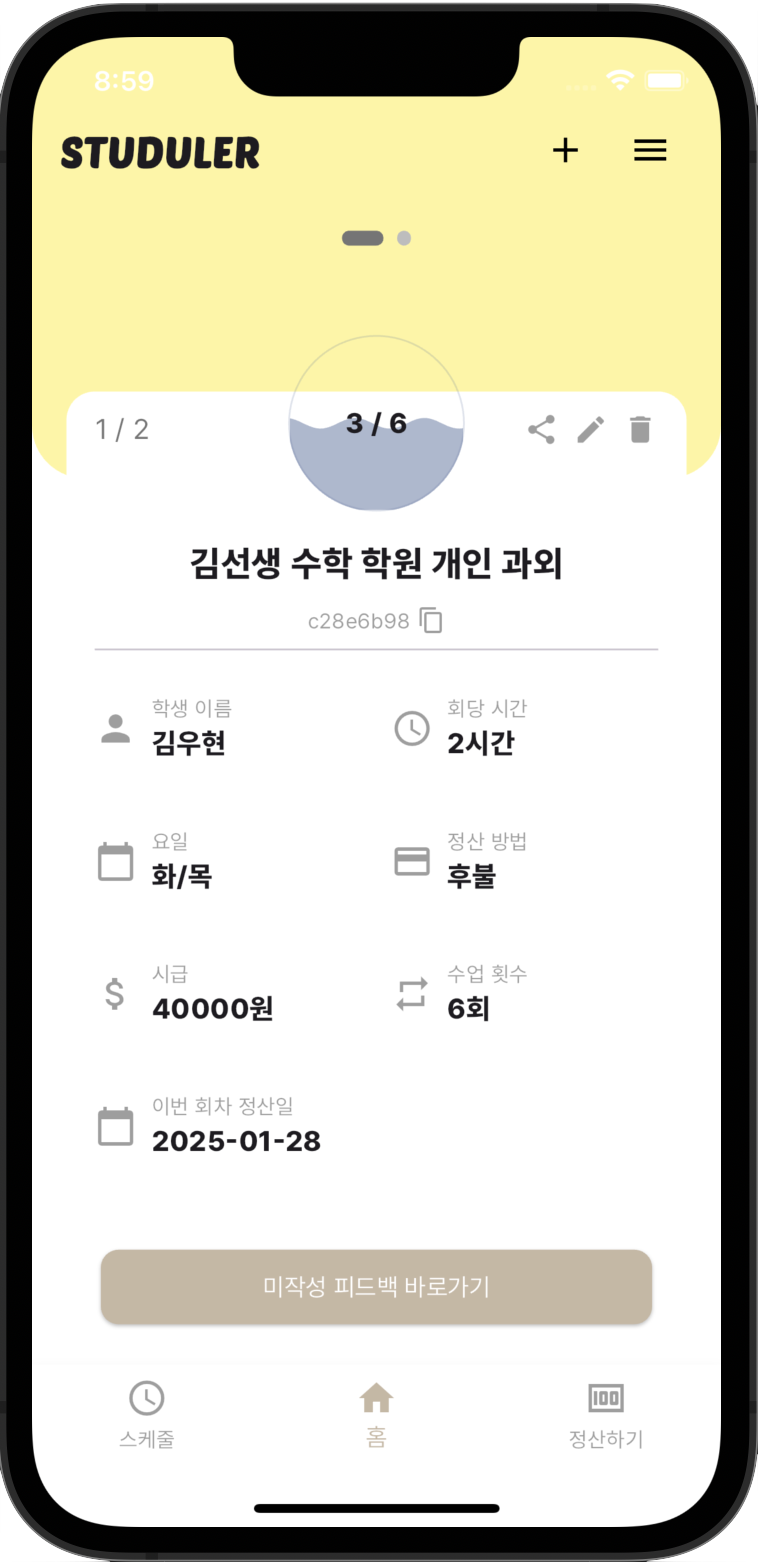 8:59
STUDULER
1 / 2
3 / 6
김선생 수학 학원 개인 과외
c28e6b98
학생 이름
김우현
회당 시간
2시간
요일
화/목
정산 방법
후불
시급
40000원
수업 횟수
6회
이번 회차 정산일
2025-01-28
미작성 피드백 바로가기
스케줄
홈
100
정산하기